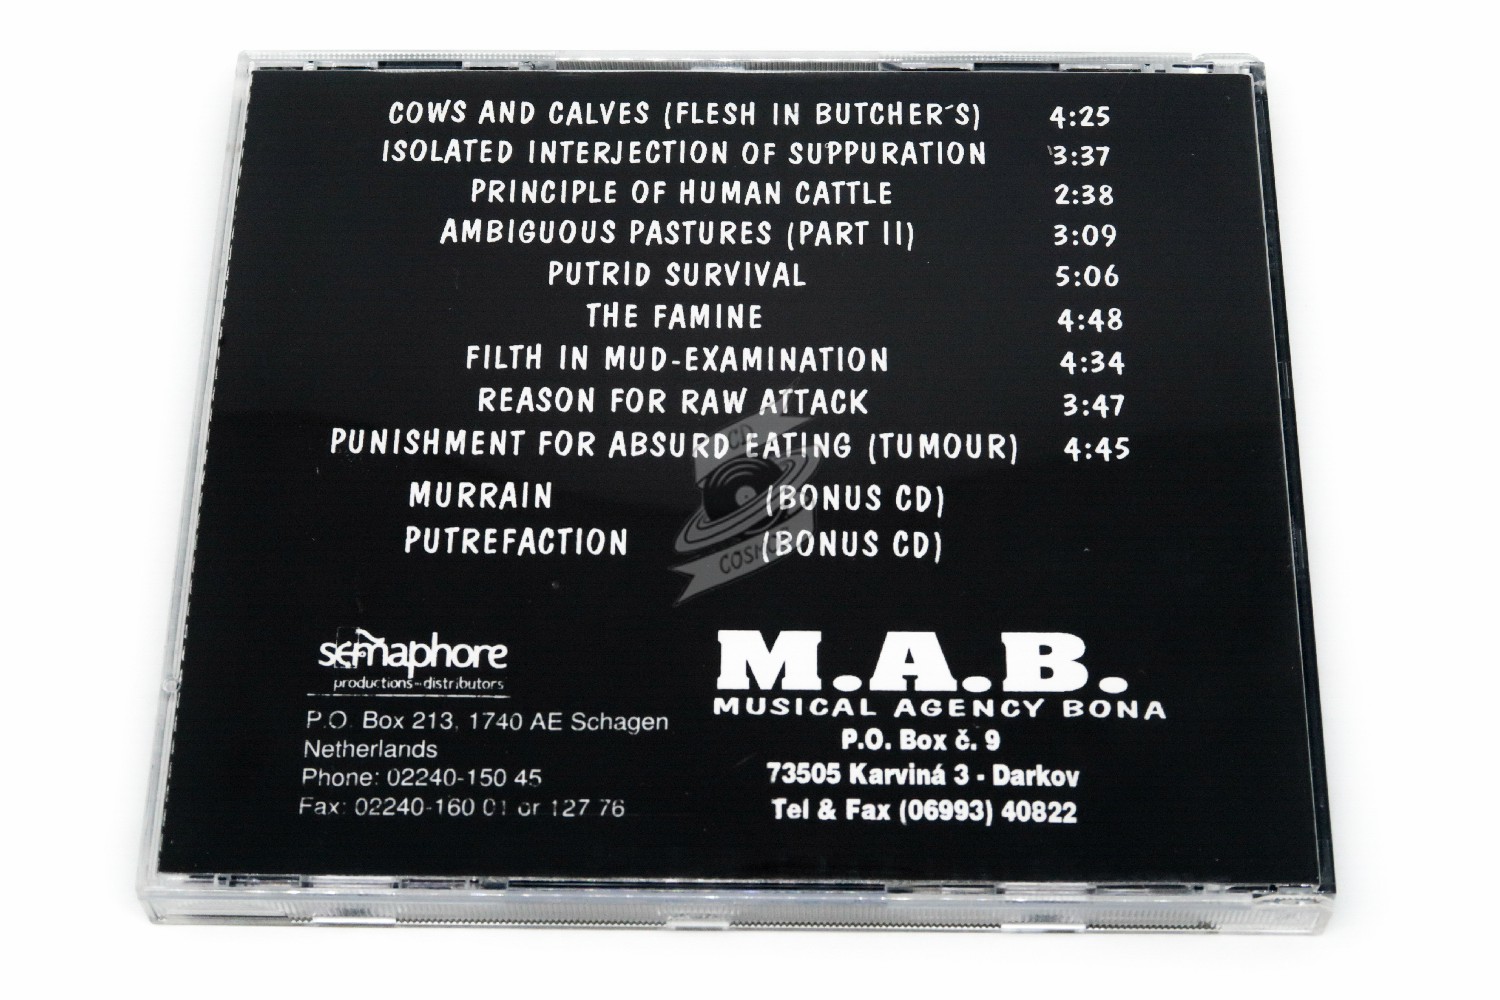 COWS AND CALVES (FLESH IN BUTCHER´S) 4:25
ISOLATED INTERJECTION OF SUPPURATION 3:37
PRINCIPLE OF HUMAN CATTLE 2:38
AMBIGUOUS PASTURES (PART II) 3:09
PUTRID SURVIVAL 5:06
THE FAMINE 4:48
FILTH IN MUD-EXAMINATION 4:34
REASON FOR RAW ATTACK 3:47
PUNISHMENT FOR ABSURD EATING (TUMOUR) 4:45
MURRAIN (BONUS CD)
PUTREFACTION (BONUS CD)
CD
COSMOS
semaphore
productions - distributors
P.O. Box 213, 1740 AE Schagen
Netherlands
Phone: 02240-150 45
Fax: 02240-160 01 or 127 76
M.A.B.
MUSICAL AGENCY BONA
P.O. Box č. 9
73505 Karviná 3 - Darkov
Tel & Fax (06993) 40822